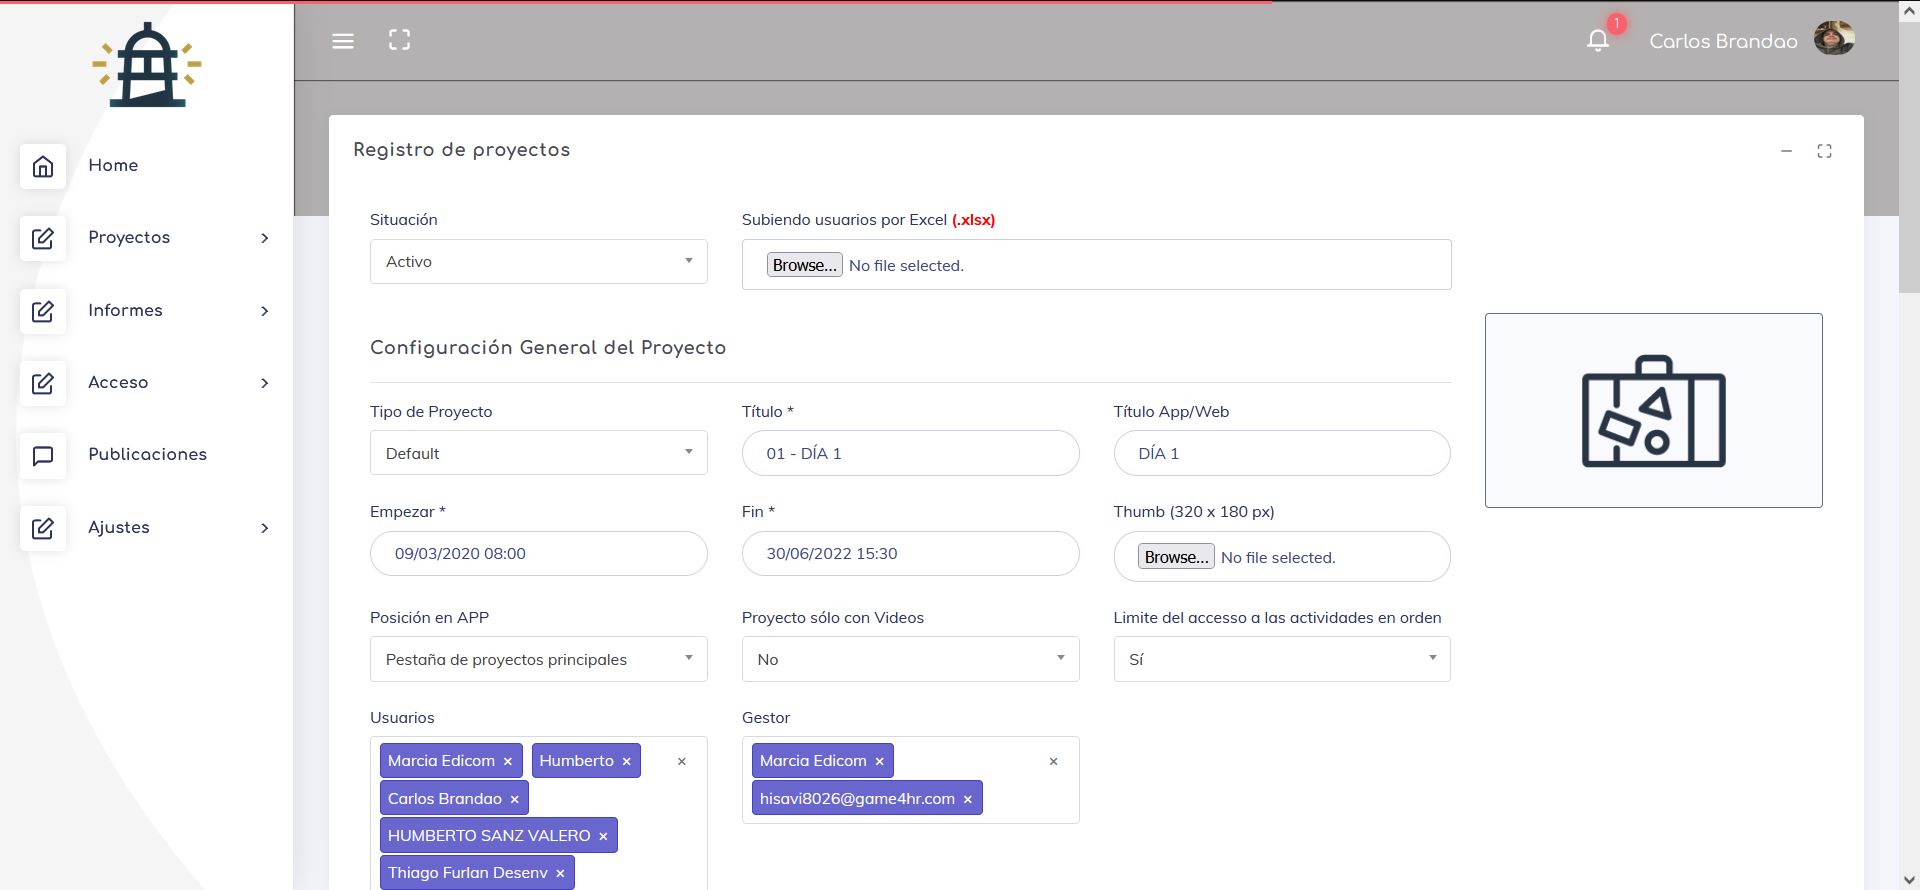 1
Carlos Brandao
Home
Proyectos
Informes
Acceso
Publicaciones
Ajustes
Registro de proyectos
Situación
Subiendo usuarios por Excel (.xlsx)
Activo
Browse... No file selected.
Configuración General del Proyecto
Tipo de Proyecto
Título *
Título App/Web
Default
01 - DÍA 1
DÍA 1
Empezar *
Fin *
Thumb (320 x 180 px)
09/03/2020 08:00
30/06/2022 15:30
Browse... No file selected.
Posición en APP
Proyecto sólo con Videos
Limite del accesso a las actividades en orden
Pestaña de proyectos principales
No
Sí
Usuarios
Gestor
Marcia Edicom × Humberto × ×
Carlos Brandao ×
HUMBERTO SANZ VALERO ×
Thiago Furlan Desenv ×
Marcia Edicom × ×
hisavi8026@game4hr.com ×